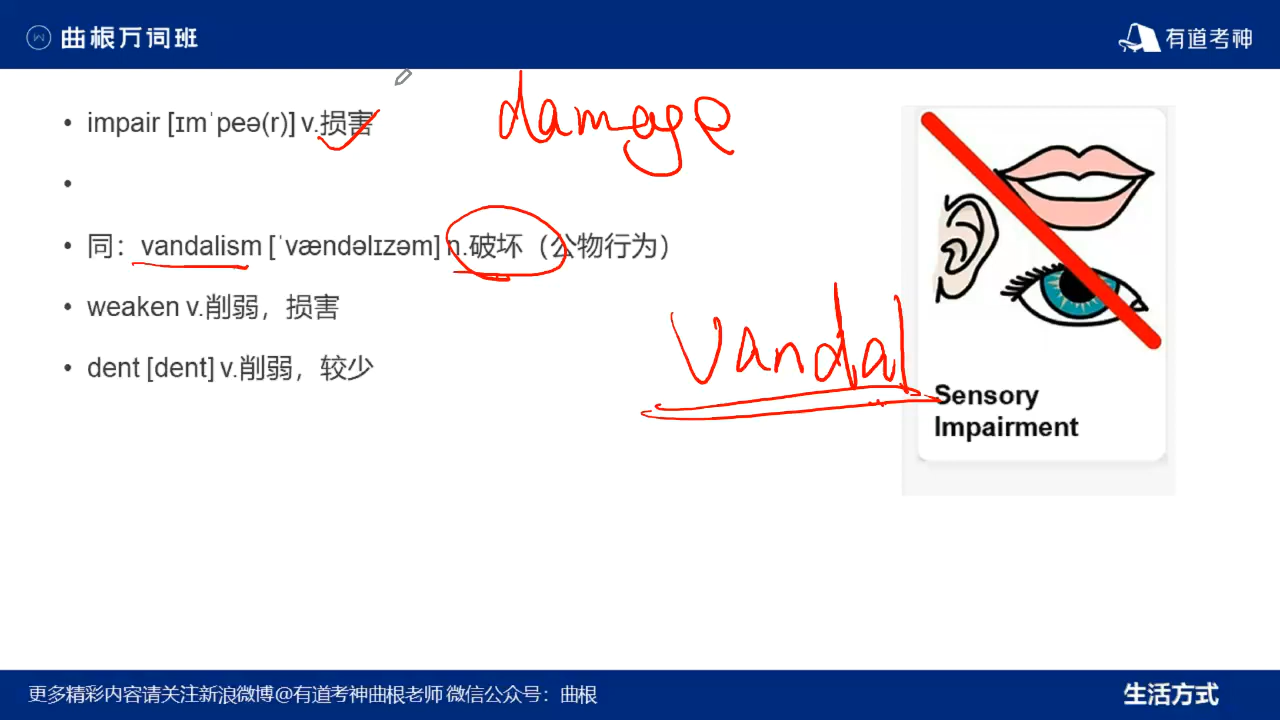 曲根万词班
有道考神
impair [ɪmˈpeə(r)] v.损害
damage
同：vandalism [ˈvændəlɪzəm] n.破坏（公物行为）
weaken v.削弱，损害
vandal
dent [dent] v.削弱，较少
Sensory
Impairment
更多精彩内容请关注新浪微博@有道考神曲根老师 微信公众号：曲根
生活方式